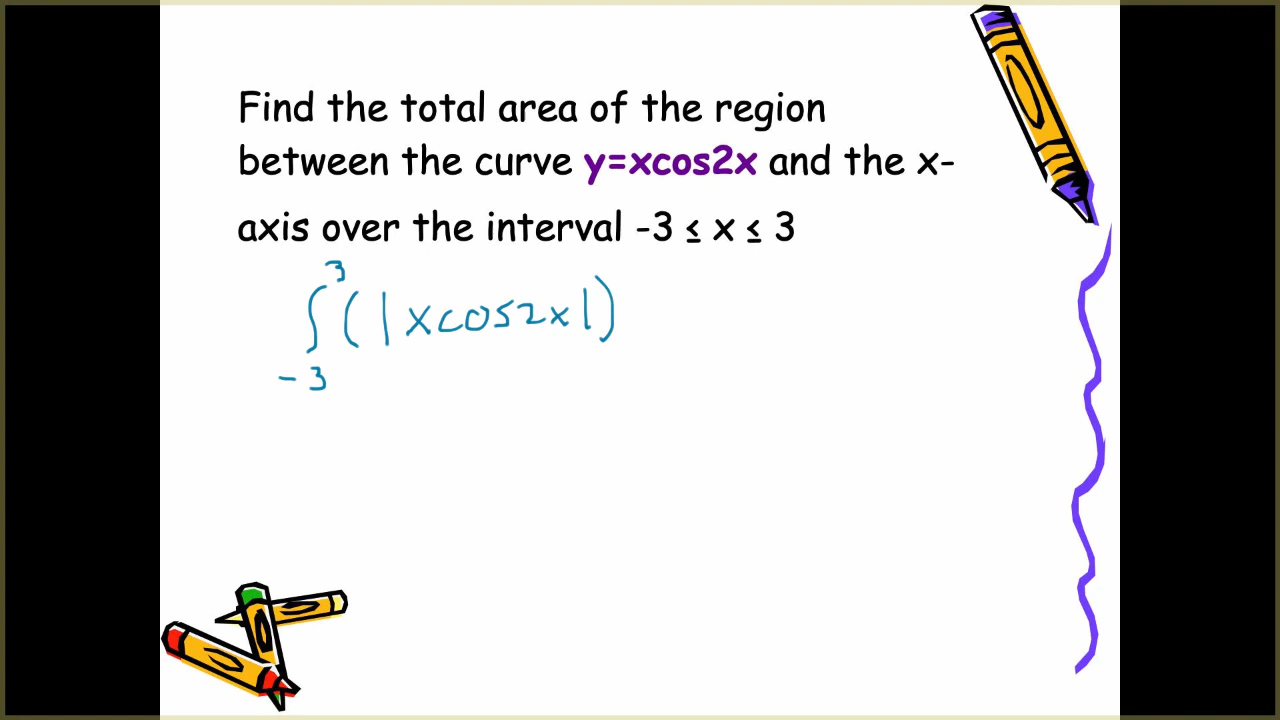 Find the total area of the region
between the curve y=xcos2x and the x-
axis over the interval -3 ≤ x ≤ 3
3
∫ ( | xcos2x | )
- 3